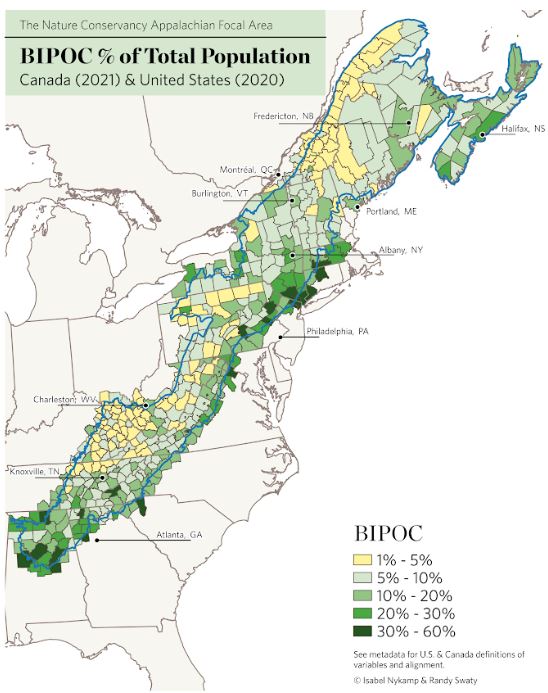 The Nature Conservancy Appalachian Focal Area
BIPOC % of Total Population
Canada (2021) & United States (2020)
Fredericton, NB
Halifax, NS
Montréal, QC
Burlington, VT
Portland, ME
Albany, NY
Philadelphia, PA
Charleston, WV
Knoxville, TN
Atlanta, GA
BIPOC
1% - 5%
5% - 10%
10% - 20%
20% - 30%
30% - 60%
See metadata for U.S. & Canada definitions of
variables and alignment.
© Isabel Nykamp & Randy Swaty